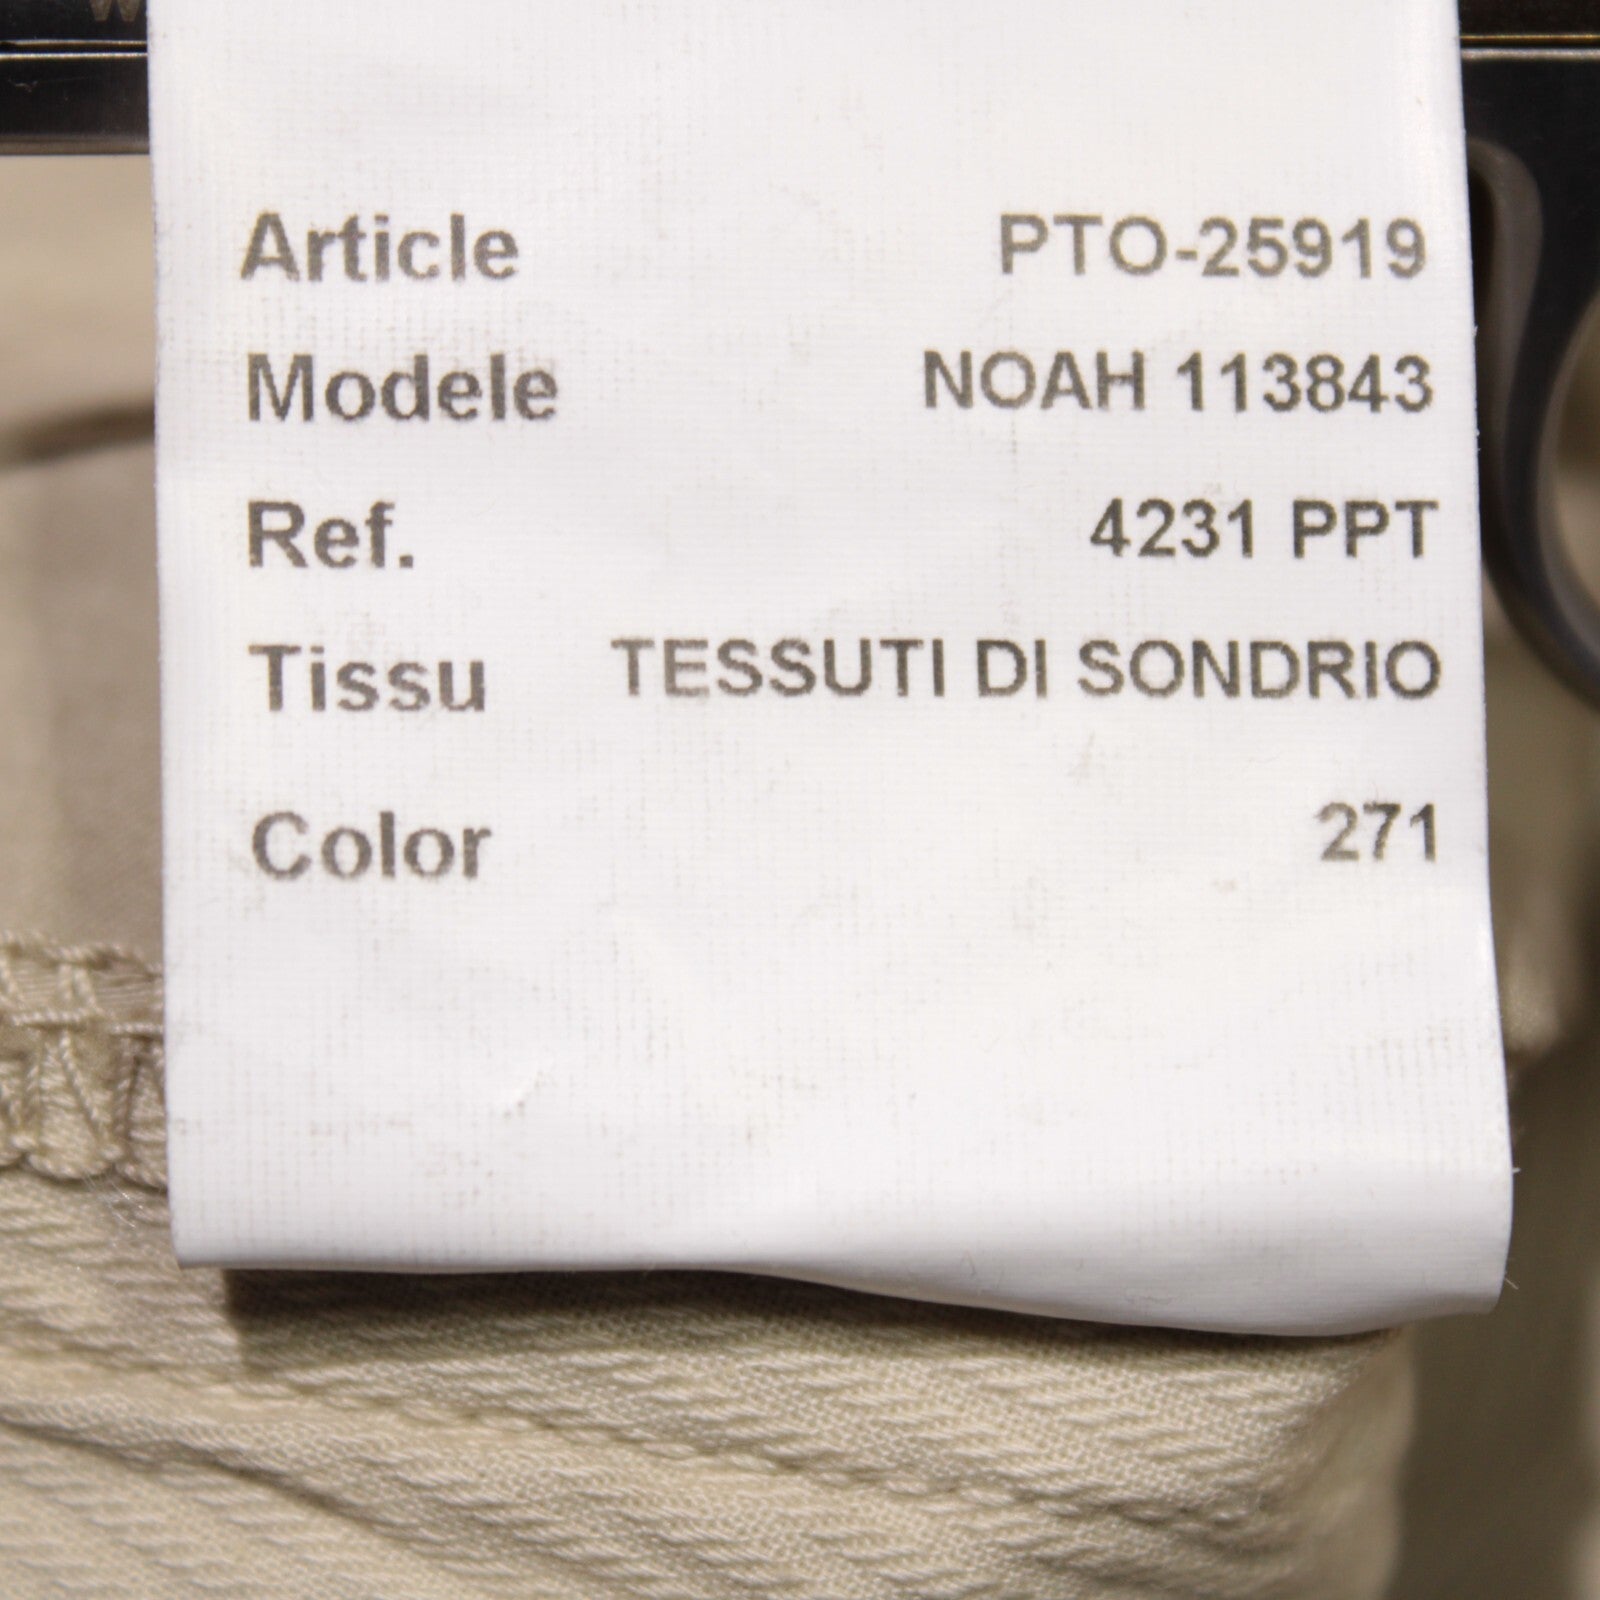 Article PTO-25919
Modele NOAH 113843
Ref. 4231 PPT
Tissu TESSUTI DI SONDRIO
Color 271